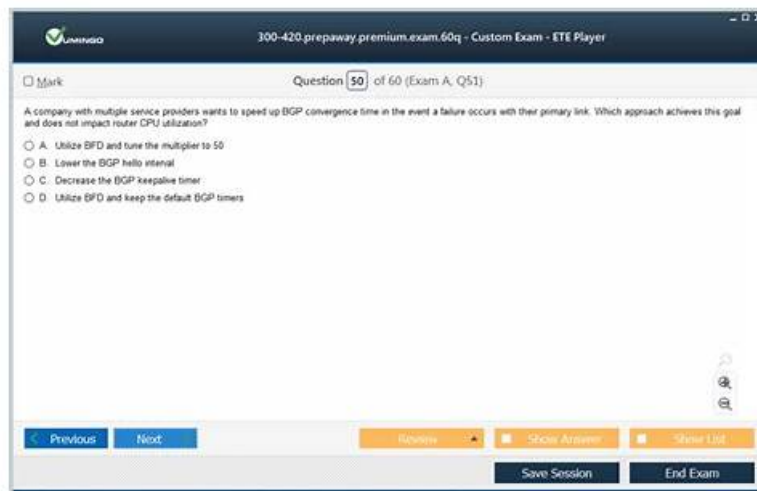 VUMINGO
300-420.prepaway.premium.exam.60q - Custom Exam - ETE Player
Mark
Question 50 of 60 (Exam A, Q51)
A company with multiple service providers wants to speed up BGP convergence time in the event a failure occurs with their primary link. Which approach achieves this goal
and does not impact router CPU utilization?
A. Utilize BFD and tune the multiplier to 50
B. Lower the BGP hello interval
C. Decrease the BGP keepalive timer
D. Utilize BFD and keep the default BGP timers
Previous
Next
Review
Show Answer
Show List
Save Session
End Exam